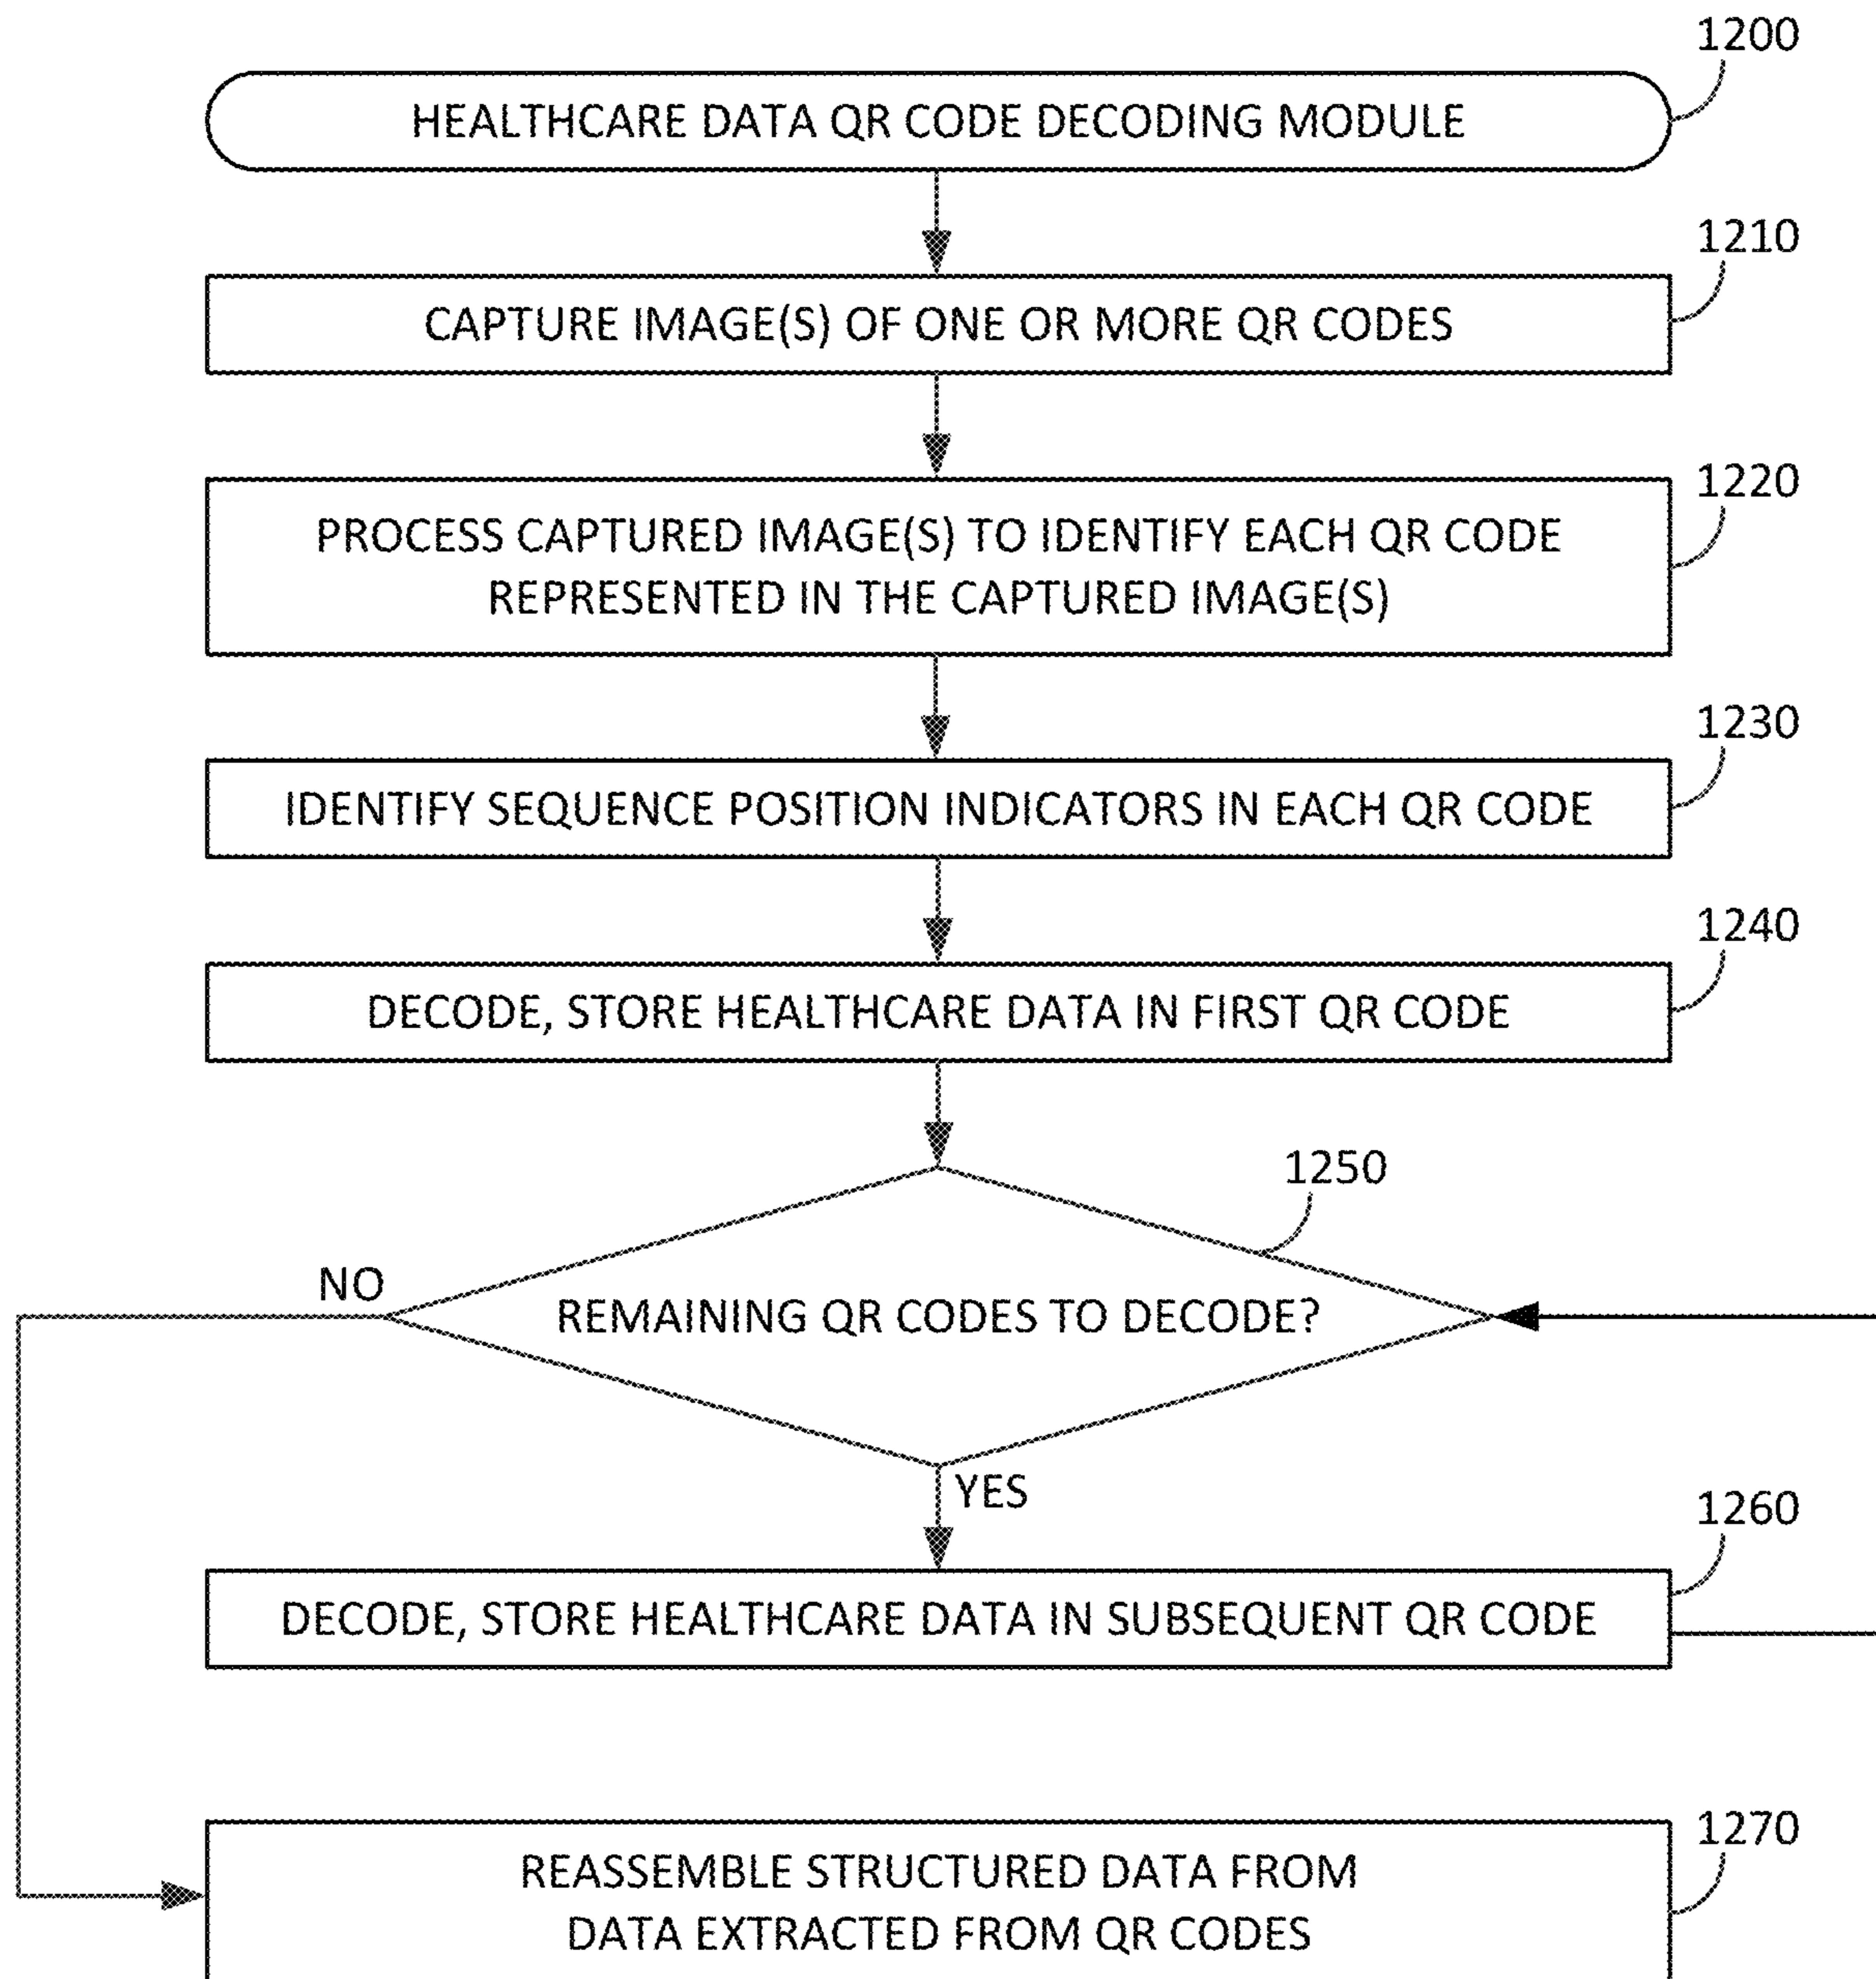 1200
HEALTHCARE DATA QR CODE DECODING MODULE
1210
CAPTURE IMAGE(S) OF ONE OR MORE QR CODES
1220
PROCESS CAPTURED IMAGE(S) TO IDENTIFY EACH QR CODE
REPRESENTED IN THE CAPTURED IMAGE(S)
1230
IDENTIFY SEQUENCE POSITION INDICATORS IN EACH QR CODE
1240
DECODE, STORE HEALTHCARE DATA IN FIRST QR CODE
1250
NO
REMAINING QR CODES TO DECODE?
YES
1260
DECODE, STORE HEALTHCARE DATA IN SUBSEQUENT QR CODE
1270
REASSEMBLE STRUCTURED DATA FROM
DATA EXTRACTED FROM QR CODES